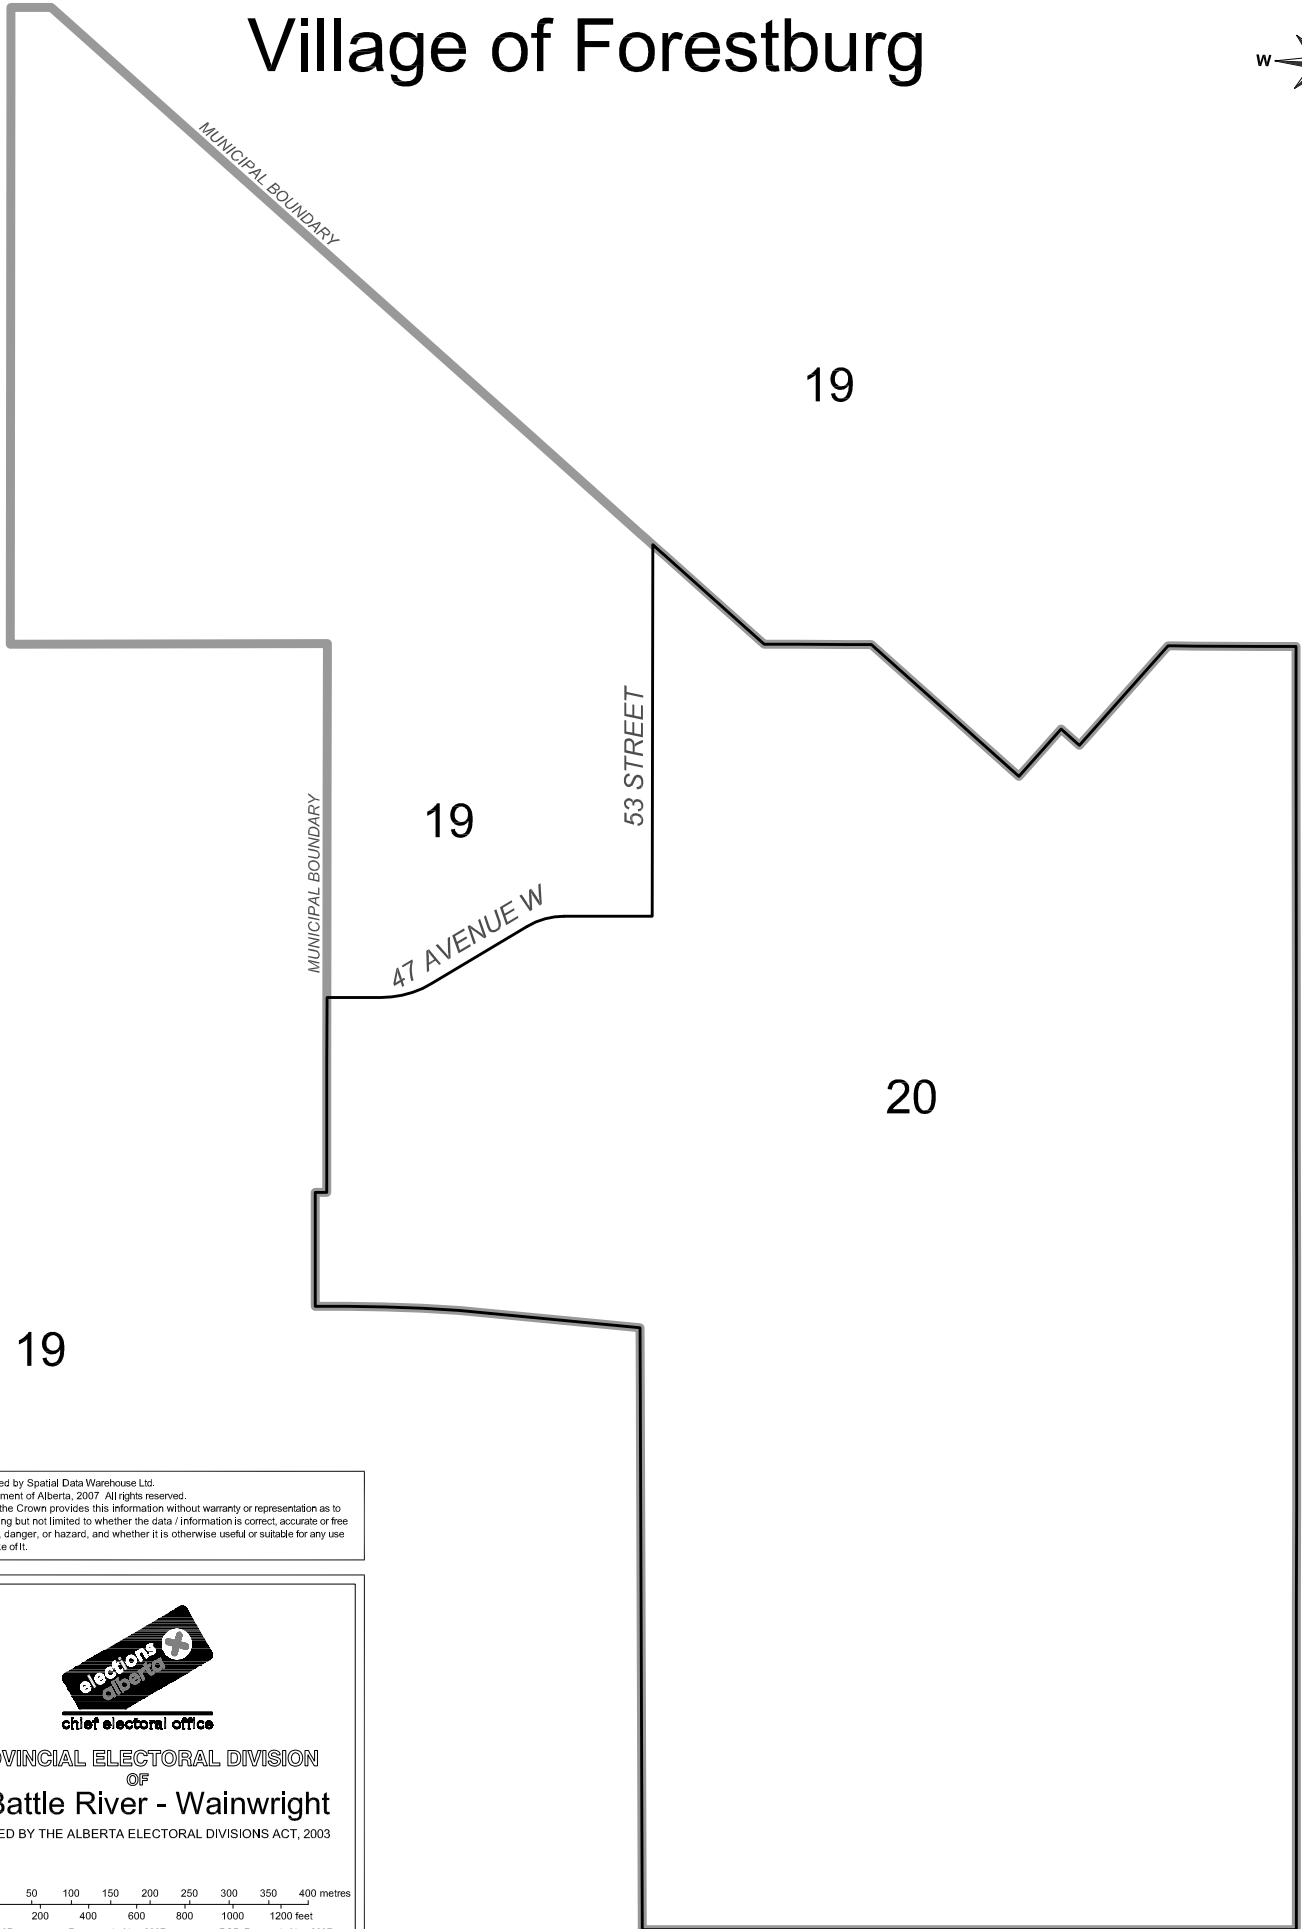 Village of Forestburg
W
MUNICIPAL BOUNDARY
19
53 STREET
19
MUNICIPAL BOUNDARY
47 AVENUE W
20
19
by Spatial Data Warehouse Ltd.
of Alberta, 2007 All rights reserved.
the Crown provides this information without warranty or representation as to
but not limited to whether the data / information is correct, accurate or free
, danger, or hazard, and whether it is otherwise useful or suitable for any use
of it.
elections
alberta
chief electoral office
OVINCIAL ELECTORAL DIVISION
OF
Battle River - Wainwright
ED BY THE ALBERTA ELECTORAL DIVISIONS ACT, 2003
50 100 150 200 250 300 350 400 metres
200 400 600 800 1000 1200 feet